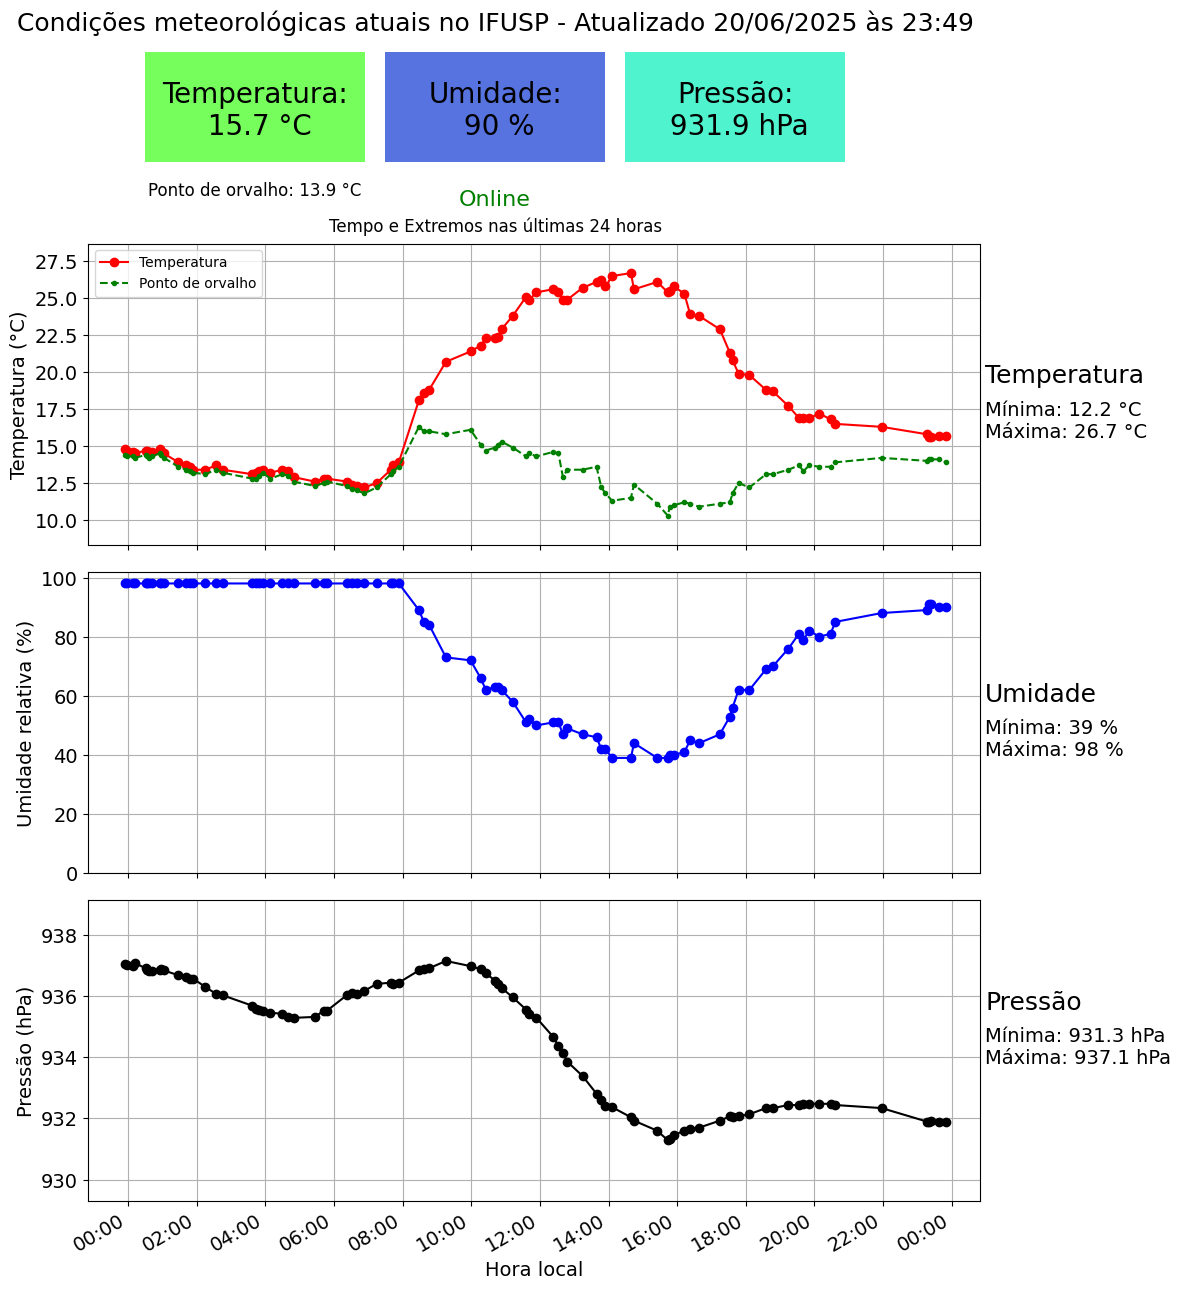 Condições meteorológicas atuais no IFUSP - Atualizado 20/06/2025 às 23:49
Temperatura:
15.7 °C
Umidade:
90 %
Pressão:
931.9 hPa
Ponto de orvalho: 13.9 °C
Online
Tempo e Extremos nas últimas 24 horas
Temperatura
Ponto de orvalho
Temperatura (°C)
27.5
25.0
22.5
20.0
17.5
15.0
12.5
10.0
Temperatura
Mínima: 12.2 °C
Máxima: 26.7 °C
Umidade relativa (%)
100
80
60
40
20
0
Umidade
Mínima: 39 %
Máxima: 98 %
Pressão (hPa)
938
936
934
932
930
Pressão
Mínima: 931.3 hPa
Máxima: 937.1 hPa
00:00
02:00
04:00
06:00
08:00
10:00
12:00
14:00
16:00
18:00
20:00
22:00
00:00
Hora local